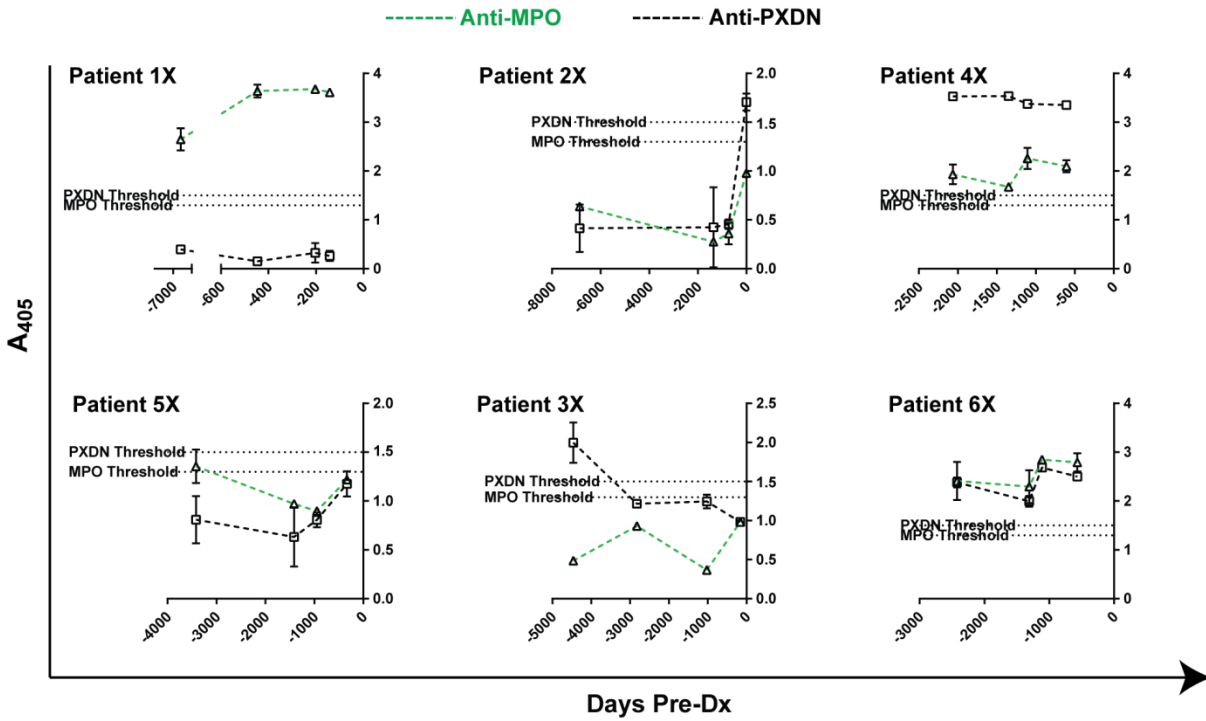 Anti-MPO Anti-PXDN
Patient 1X
4
3
2
PXDN Threshold
MPO Threshold
1
0
-7000 -600 -400 -200 0
Patient 2X
2.0
PXDN Threshold 1.5
MPO Threshold
1.0
0.5
0.0
-8000 -6000 -4000 -2000 0
Patient 4X
4
3
2
PXDN Threshold
MPO Threshold
1
0
-2500 -2000 -1500 -1000 -500 0
A405
Patient 5X
2.0
PXDN Threshold 1.5
MPO Threshold
1.0
0.5
0.0
-4000 -3000 -2000 -1000 0
Patient 3X
2.5
2.0
PXDN Threshold 1.5
MPO Threshold
1.0
0.5
0.0
-5000 -4000 -3000 -2000 -1000 0
Patient 6X
4
3
2
PXDN Threshold
MPO Threshold
1
0
-3000 -2000 -1000 0
Days Pre-Dx